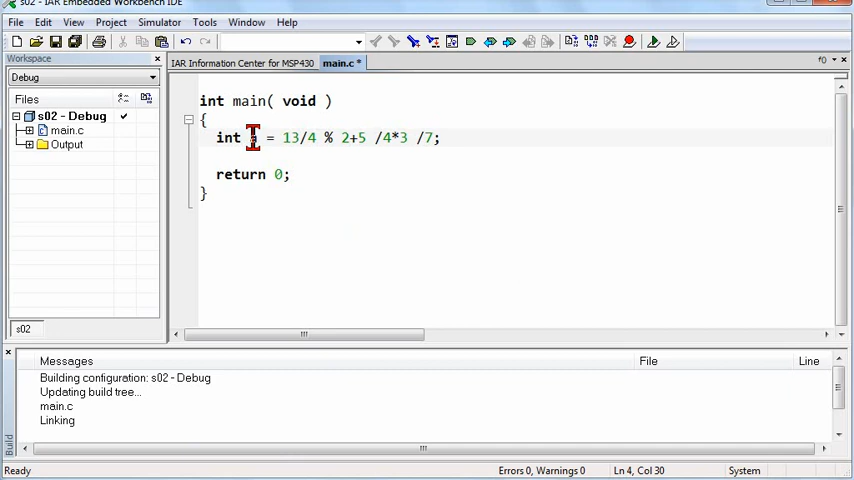 s02 - IAR Embedded Workbench IDE
File Edit View Project Simulator Tools Window Help
Workspace
IAR Information Center for MSP430 main.c * f0
Debug
Files
s02 - Debug
main.c
Output
s02
int main( void )
{
int = 13/4 % 2+5 /4*3 /7;
return 0;
}
Messages File Line
Building configuration: s02 - Debug
Updating build tree...
main.c
Linking
Build
Ready Errors 0, Warnings 0 Ln 4, Col 30 System